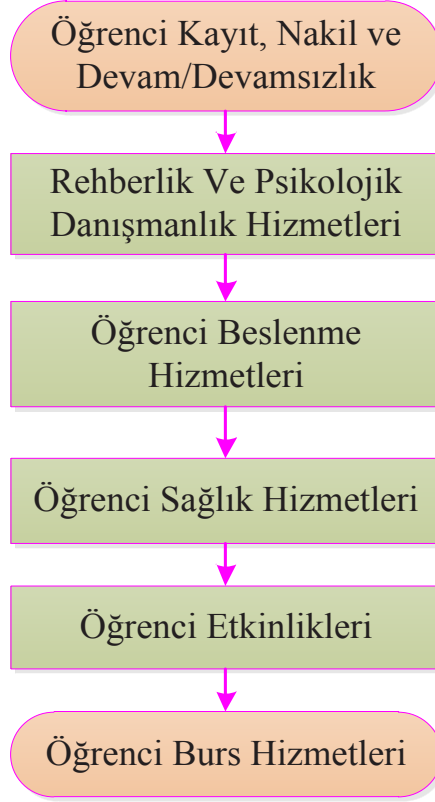 Öğrenci Kayıt, Nakil ve
Devam/Devamsızlık
Rehberlik Ve Psikolojik
Danışmanlık Hizmetleri
Öğrenci Beslenme
Hizmetleri
Öğrenci Sağlık Hizmetleri
Öğrenci Etkinlikleri
Öğrenci Burs Hizmetleri